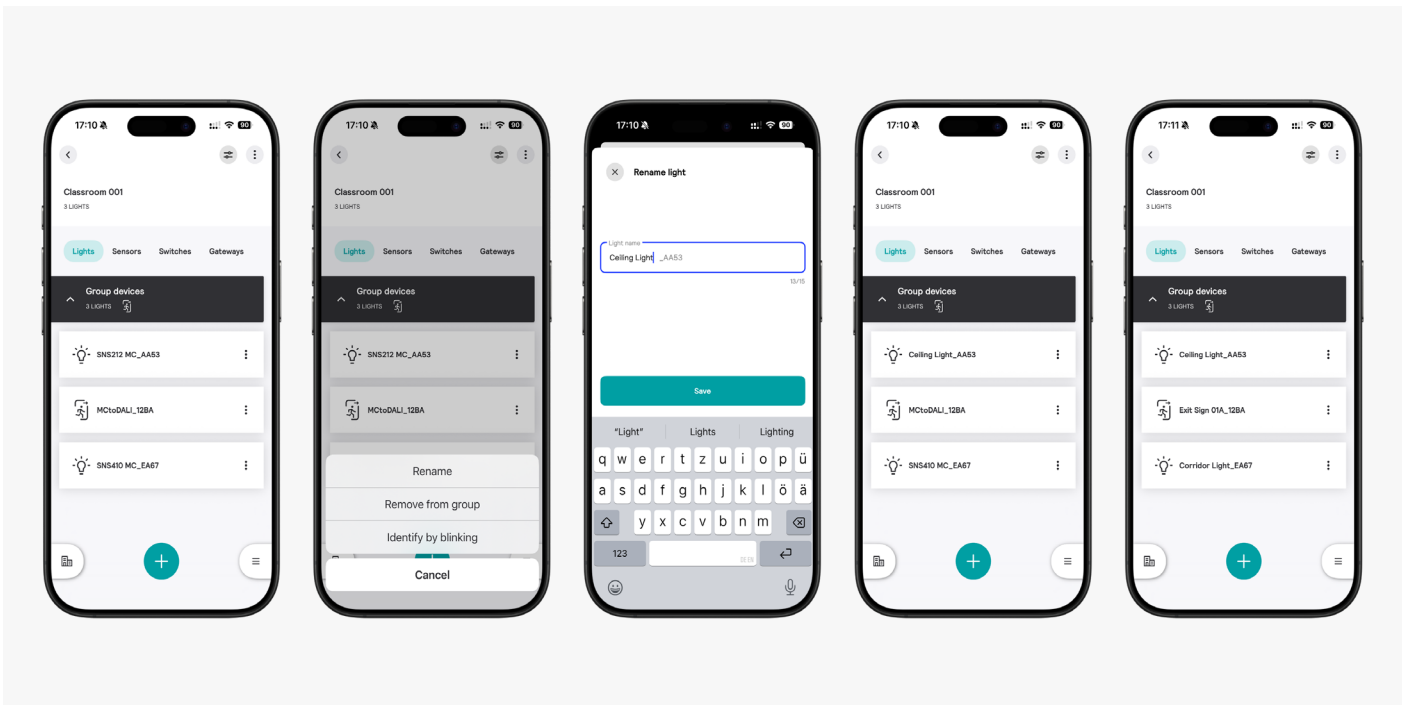 17:10
90
Classroom 001
3 LIGHTS
Lights Sensors Switches Gateways
Group devices
3 LIGHTS
SNS212 MC_AA53
MCtoDALI_12BA
SNS410 MC_EA67
17:10
90
Classroom 001
3 LIGHTS
Lights Sensors Switches Gateways
Group devices
3 LIGHTS
SNS212 MC_AA53
MCtoDALI_12BA
Rename
Remove from group
Identify by blinking
Cancel
17:10
90
Rename light
Light name
Ceiling Light _AA53
13/15
Save
"Light" Lights Lighting
q w e r t z u i o p ü
a s d f g h j k l ö ä
y x c v b n m
123
DE EN
17:10
90
Classroom 001
3 LIGHTS
Lights Sensors Switches Gateways
Group devices
3 LIGHTS
Ceiling Light_AA53
MCtoDALI_12BA
SNS410 MC_EA67
17:11
90
Classroom 001
3 LIGHTS
Lights Sensors Switches Gateways
Group devices
3 LIGHTS
Ceiling Light_AA53
Exit Sign 01A_12BA
Corridor Light_EA67